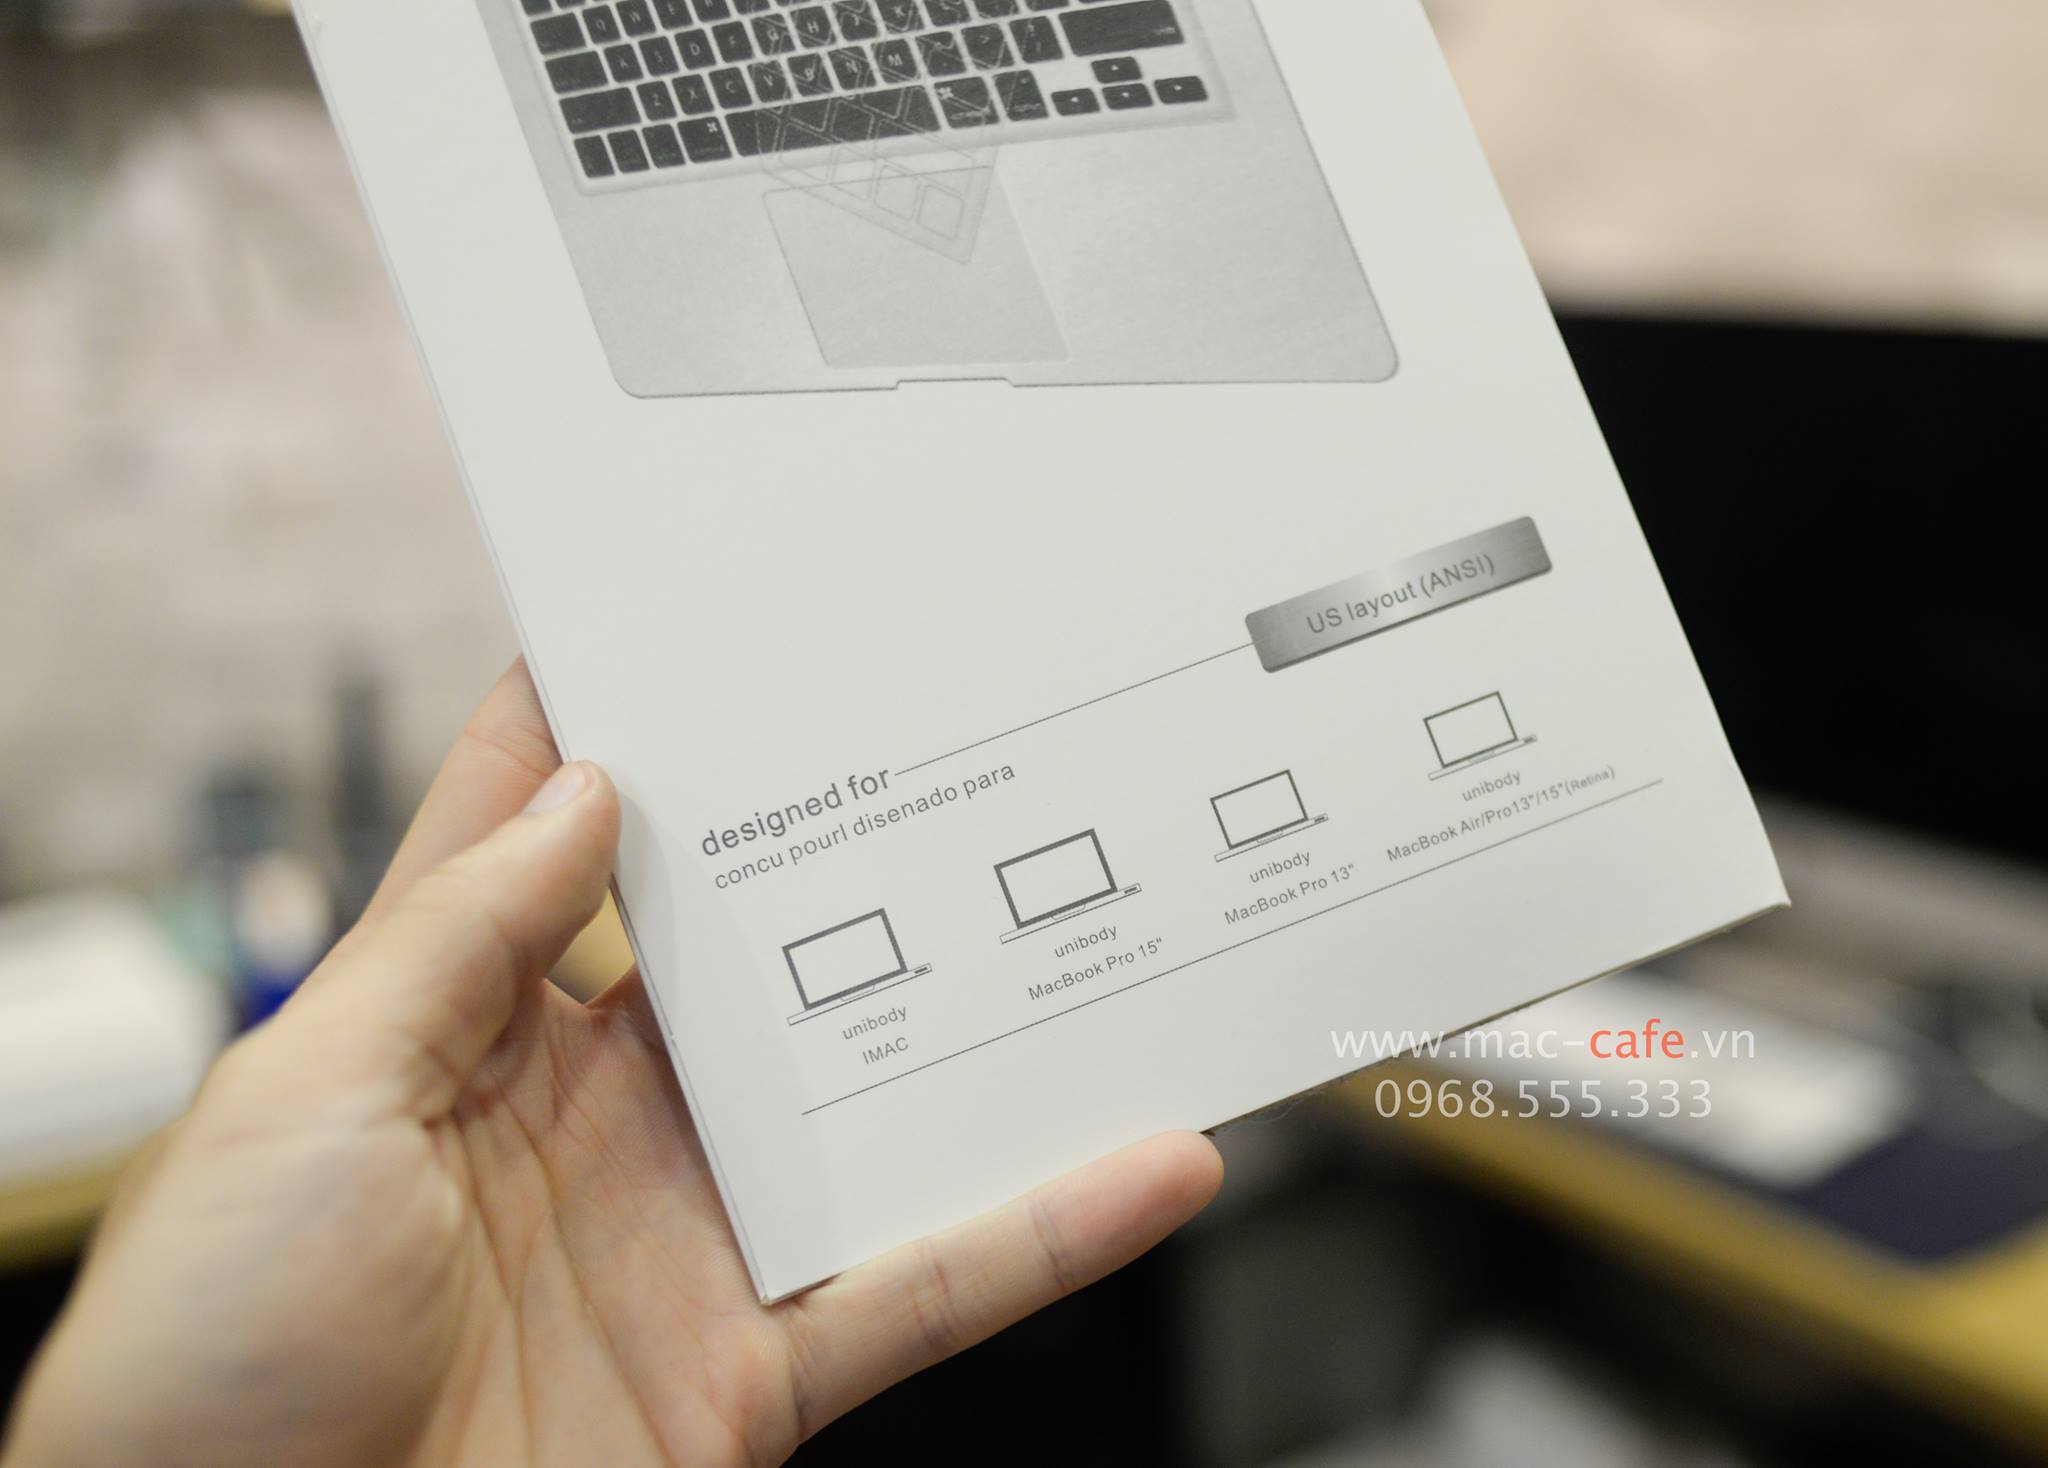 Q W E R
A S D F G H
Z X C V B N M
US layout (ANSI)
designed for
concu pourl disenado para
unibody
IMAC
unibody
MacBook Pro 15"
unibody
MacBook Pro 13"
unibody
MacBook Air/Pro13"/15"(Retina)
www.mac-cafe.vn
0968.555.333